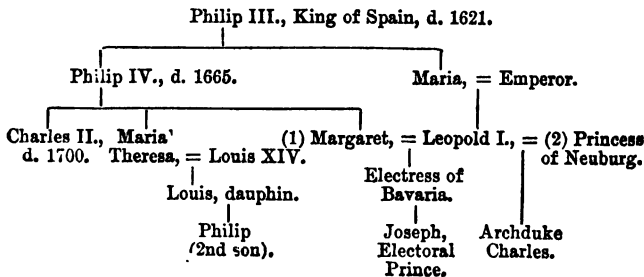 Philip III., King of Spain, d. 1621.
Philip IV., d. 1665. Maria, = Emperor.
Charles II., Maria' (1) Margaret, = Leopold I., = (2) Princess
d. 1700. Theresa, = Louis XIV. of Neuburg.
Electress of
Louis, dauphin. Bavaria.
Philip Joseph, Archduke
(2nd son). Electoral Charles.
Prince.